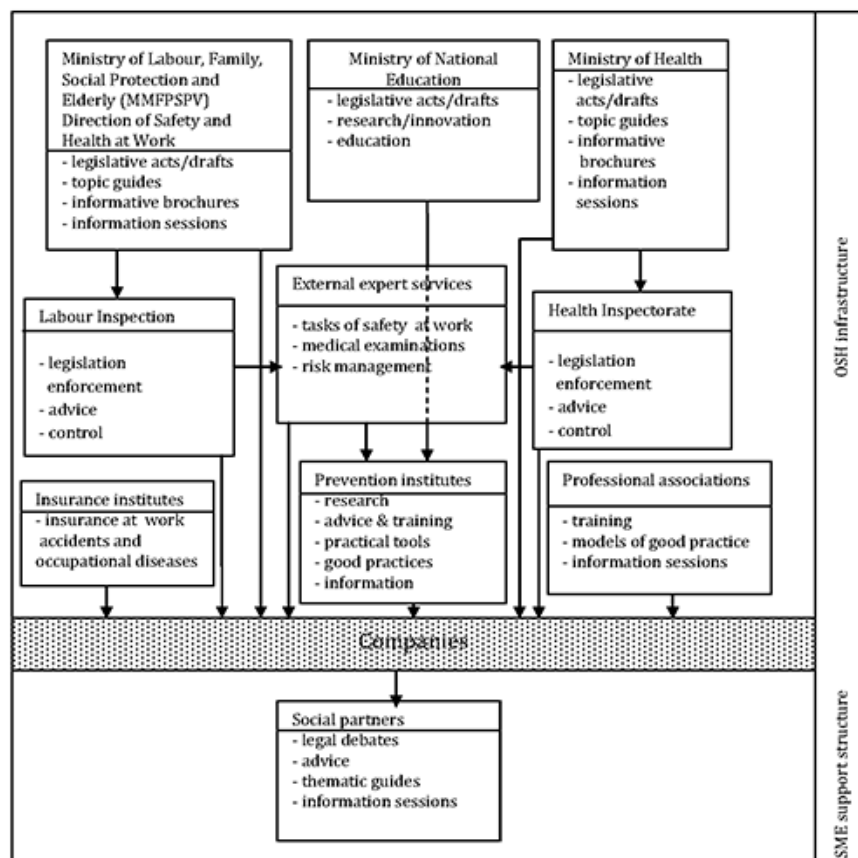 Ministry of Labour, Family,
Social Protection and
Elderly (MMFPSPV)
Direction of Safety and
Health at Work
- legislative acts/drafts
- topic guides
- informative brochures
- information sessions
Ministry of National
Education
- legislative acts/drafts
- research/innovation
- education
Ministry of Health
- legislative
acts/drafts
- topic guides
- informative
brochures
- information
sessions
Labour Inspection
- legislation
enforcement
- advice
- control
External expert services
- tasks of safety at work
- medical examinations
- risk management
Health Inspectorate
- legislation
enforcement
- advice
- control
Insurance institutes
- insurance at work
accidents and
occupational diseases
Prevention institutes
- research
- advice & training
- practical tools
- good practices
- information
Professional associations
- training
- models of good practice
- information sessions
Companies
Social partners
- legal debates
- advice
- thematic guides
- information sessions
OSH infrastructure
SME support structure